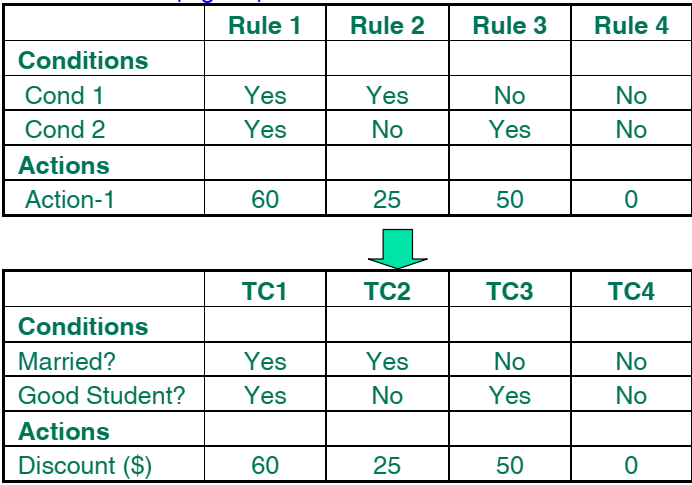 Rule 1 Rule 2 Rule 3 Rule 4
Conditions
Cond 1 Yes Yes No No
Cond 2 Yes No Yes No
Actions
Action-1 60 25 50 0
TC1 TC2 TC3 TC4
Conditions
Married? Yes Yes No No
Good Student? Yes No Yes No
Actions
Discount ($) 60 25 50 0